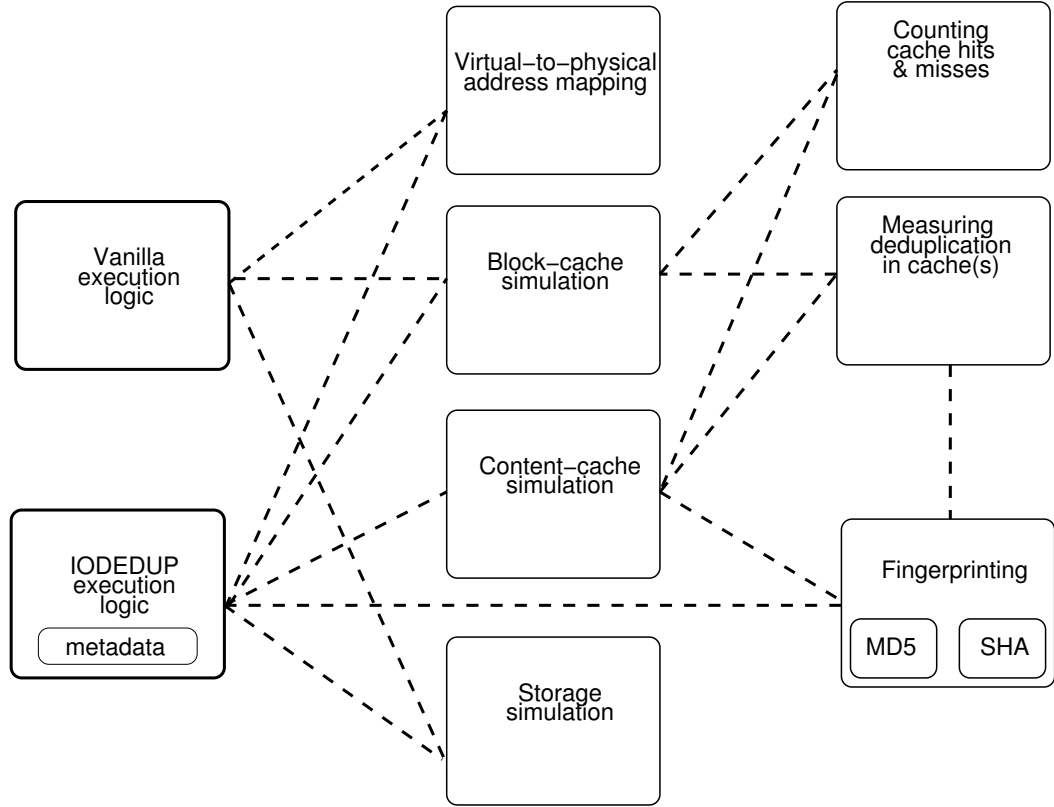 Virtual−to−physical
address mapping
Counting
cache hits
& misses
Vanilla
execution
logic
Block−cache
simulation
Measuring
deduplication
in cache(s)
Content−cache
simulation
IODEDUP
execution
logic
metadata
Fingerprinting
MD5
SHA
Storage
simulation